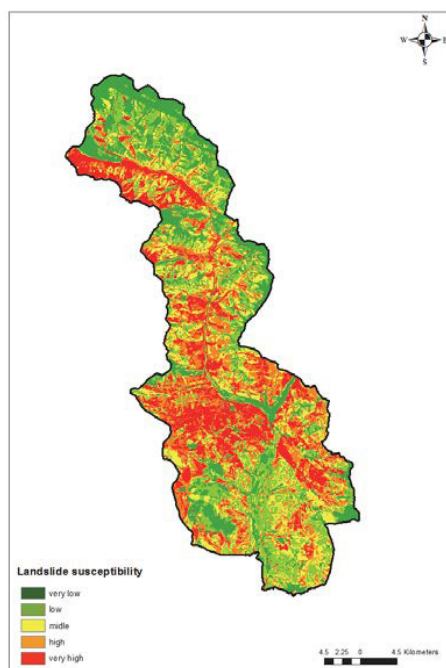 N
W E
S
Landslide susceptibility
very low
low
midle
high
very high
4.5 2.25 0 4.5 Kilometers